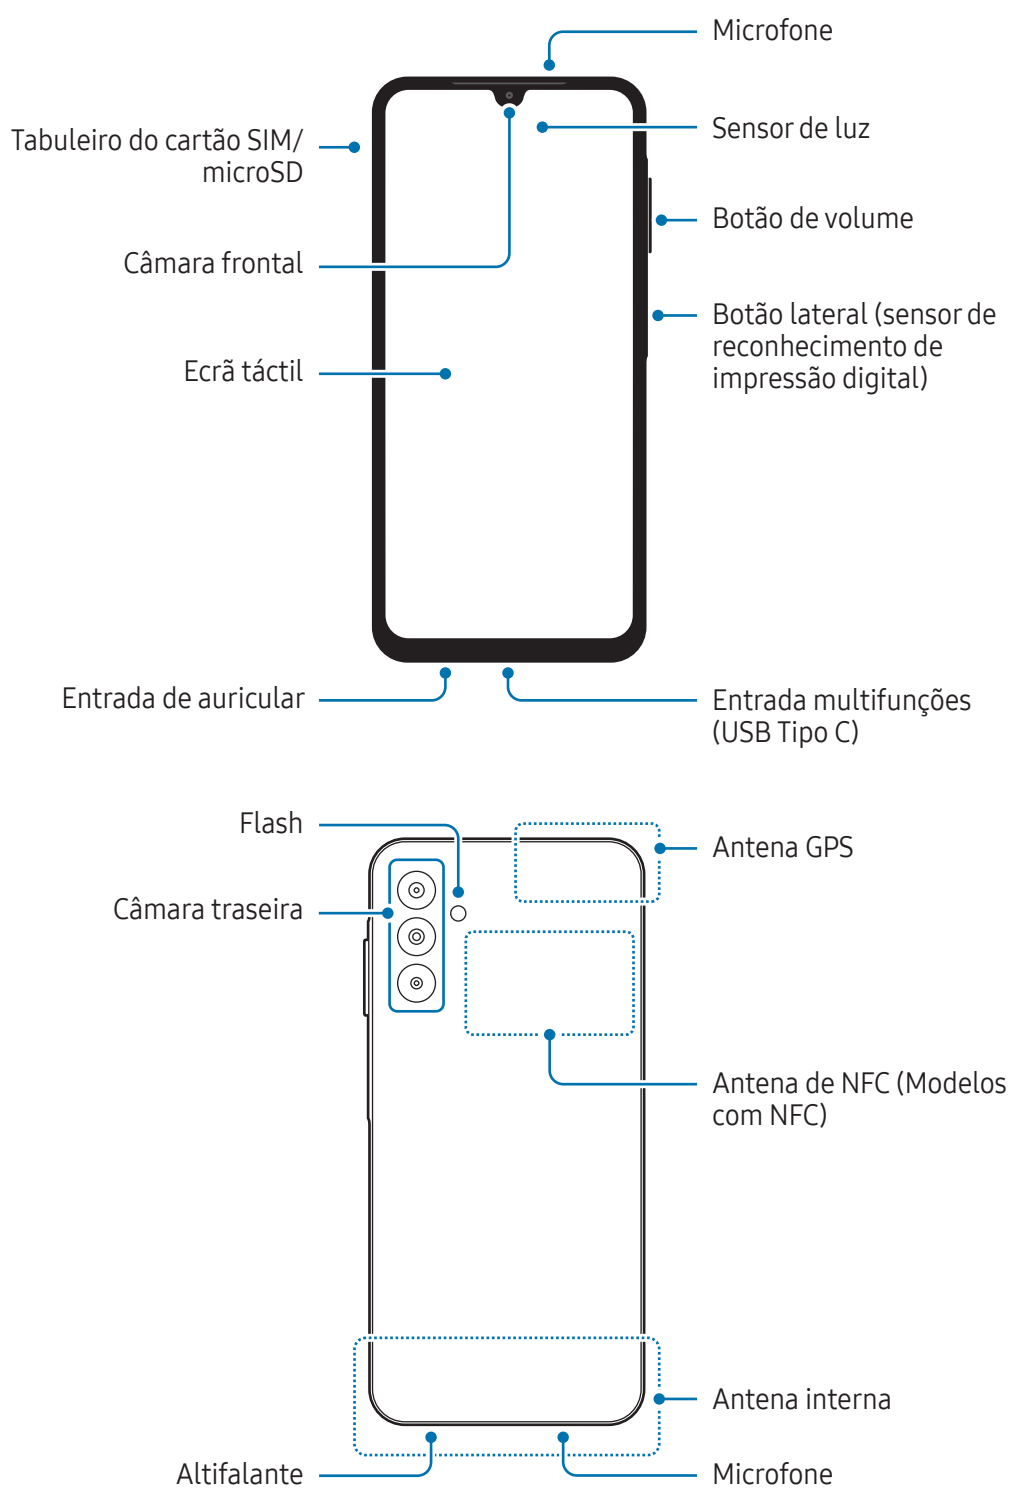 Microfone
Tabuleiro do cartão SIM/
microSD
Sensor de luz
Botão de volume
Câmara frontal
Botão lateral (sensor de
reconhecimento de
impressão digital)
Ecrã táctil
Entrada de auricular
Entrada multifunções
(USB Tipo C)
Flash
Antena GPS
Câmara traseira
Antena de NFC (Modelos
com NFC)
Antena interna
Altifalante
Microfone